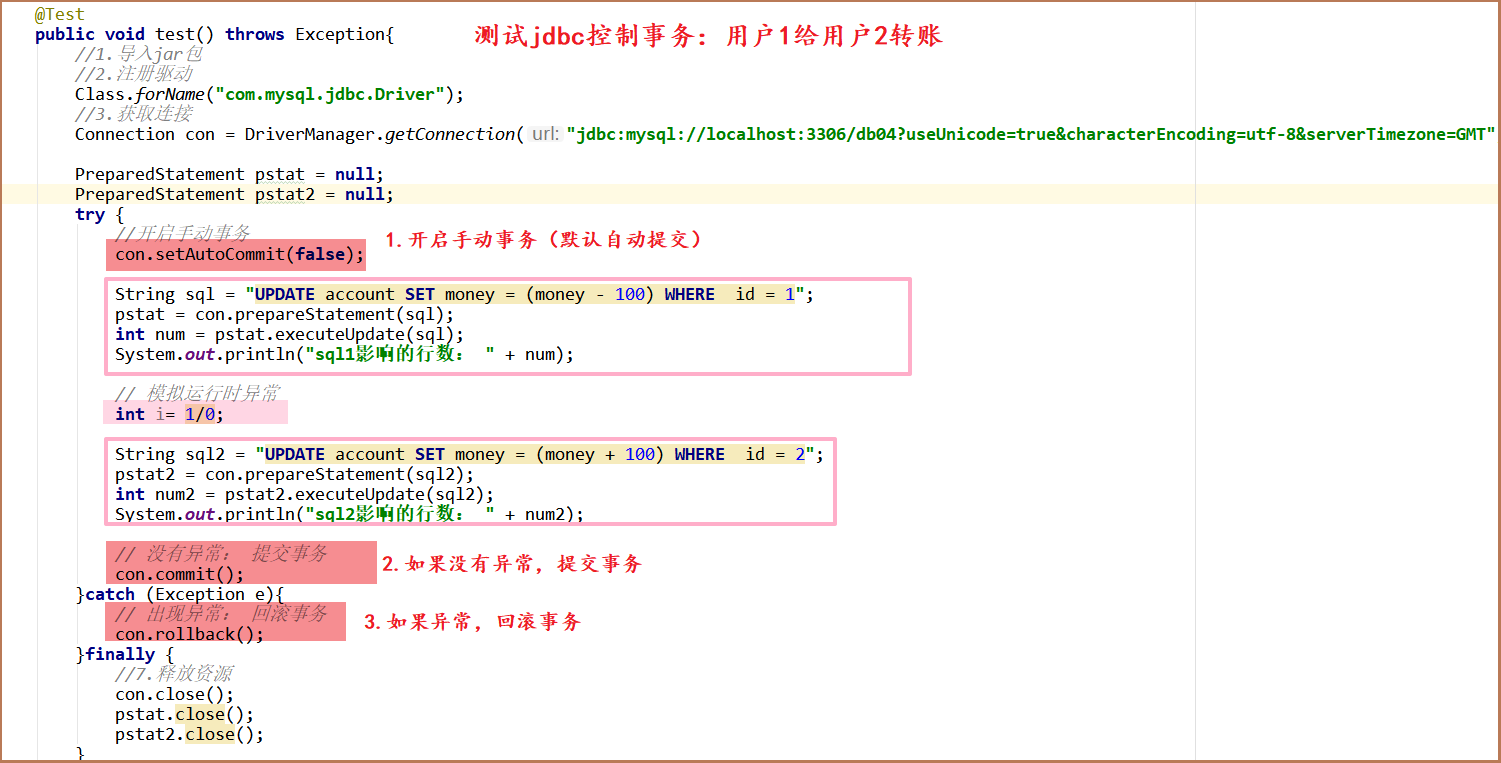 @Test
public void test() throws Exception{
测试jdbc控制事务：用户1给用户2转账
//1.导入jar包
//2.注册驱动
Class.forName("com.mysql.jdbc.Driver");
//3.获取连接
Connection con = DriverManager.getConnection( url: "jdbc:mysql://localhost:3306/db04?useUnicode=true&characterEncoding=utf-8&serverTimezone=GMT"
PreparedStatement pstat = null;
PreparedStatement pstat2 = null;
try {
//开启手动事务
con.setAutoCommit(false);
1.开启手动事务（默认自动提交）
String sql = "UPDATE account SET money = (money - 100) WHERE  id = 1";
pstat = con.prepareStatement(sql);
int num = pstat.executeUpdate(sql);
System.out.println("sql1影响的行数： " + num);
// 模拟运行时异常
int i= 1/0;
String sql2 = "UPDATE account SET money = (money + 100) WHERE  id = 2";
pstat2 = con.prepareStatement(sql2);
int num2 = pstat2.executeUpdate(sql2);
System.out.println("sql2影响的行数： " + num2);
// 没有异常： 提交事务
con.commit();
2.如果没有异常，提交事务
}catch (Exception e){
// 出现异常： 回滚事务
con.rollback();
3.如果异常，回滚事务
}finally {
//7.释放资源
con.close();
pstat.close();
pstat2.close();
}